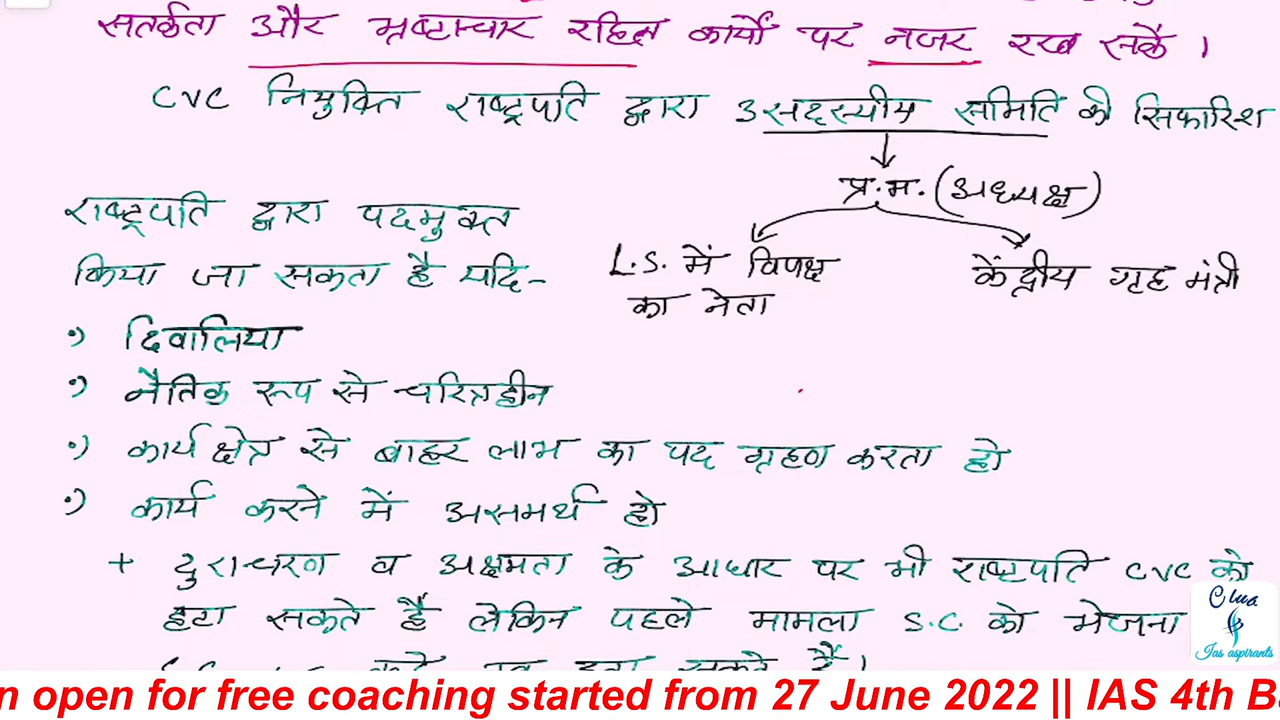 सतर्कता और भ्रष्टाचार रहित कार्यों पर नजर रख सकें।
CVC नियुक्ति राष्ट्रपति द्वारा 3सदस्यीय समिति की सिफारिश
प्र.म.(अध्यक्ष)
L.S. में विपक्ष
का नेता
केंद्रीय गृह मंत्री
राष्ट्रपति द्वारा पदमुक्त
किया जा सकता है यदि-
•) दिवालिया
•) नैतिक रूप से चरित्रहीन
•) कार्यक्षेत्र से बाहर लाभ का पद ग्रहण करता हो
•) कार्य करने में असमर्थ हो
+ दुराचरण व अक्षमता के आधार पर भी राष्ट्रपति CVC को
हटा सकते हैं लेकिन पहले मामला S.C. को भेजना
सकते हैं।
Clue
Ias aspirants
n open for free coaching started from 27 June 2022 || IAS 4th B